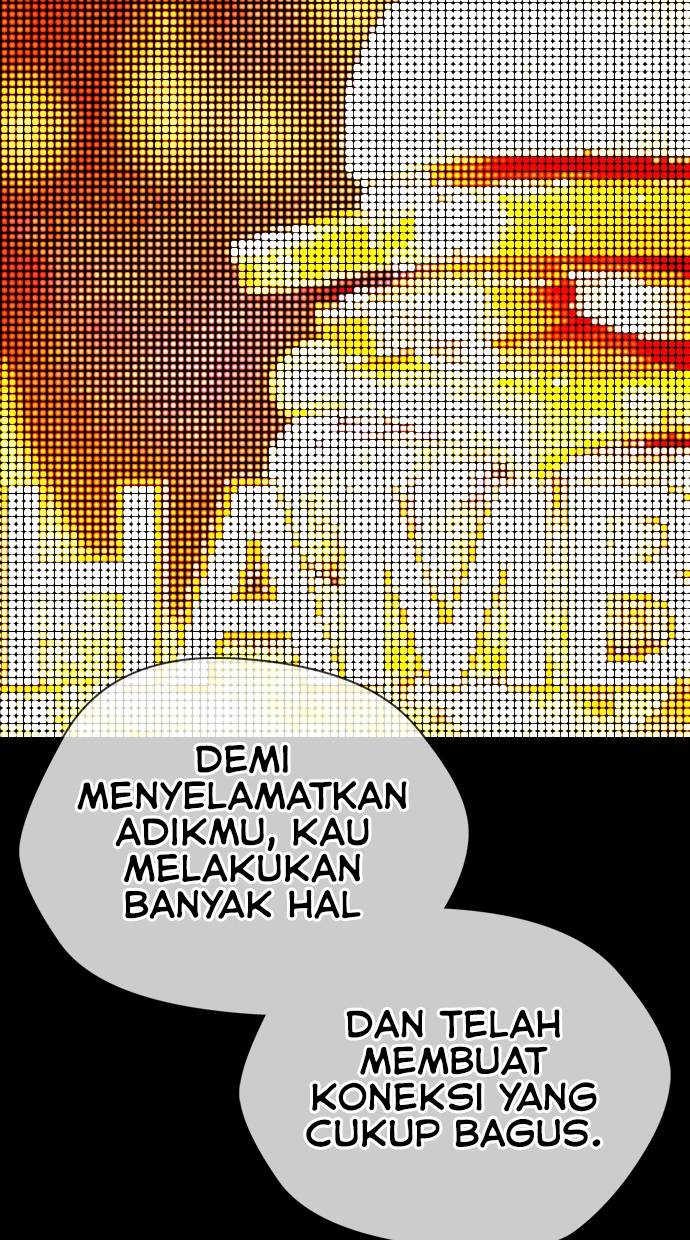 DEMI
MENYELAMATKAN
ADIKMU, KAU
MELAKUKAN
BANYAK HAL
DAN TELAH
MEMBUAT
KONEKSI YANG
CUKUP BAGUS.